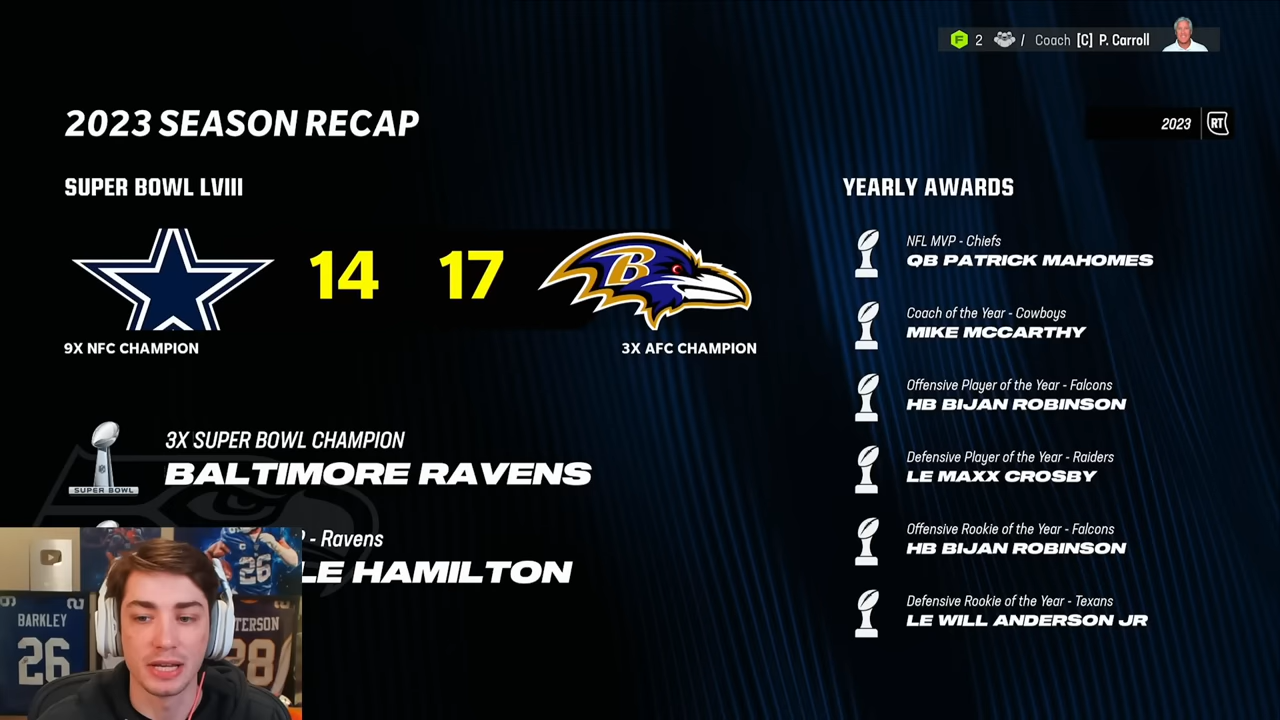 2 / Coach [C] P. Carroll
2023 SEASON RECAP
2023 RT
SUPER BOWL LVIII
14 17
B
9X NFC CHAMPION
3X AFC CHAMPION
3X SUPER BOWL CHAMPION
BALTIMORE RAVENS
SUPER BOWL
- Ravens
LE HAMILTON
YEARLY AWARDS
NFL MVP - Chiefs
QB PATRICK MAHOMES
Coach of the Year - Cowboys
MIKE MCCARTHY
Offensive Player of the Year - Falcons
HB BIJAN ROBINSON
Defensive Player of the Year - Raiders
LE MAXX CROSBY
Offensive Rookie of the Year - Falcons
HB BIJAN ROBINSON
Defensive Rookie of the Year - Texans
LE WILL ANDERSON JR
26
BARKLEY
26
TERSON
28